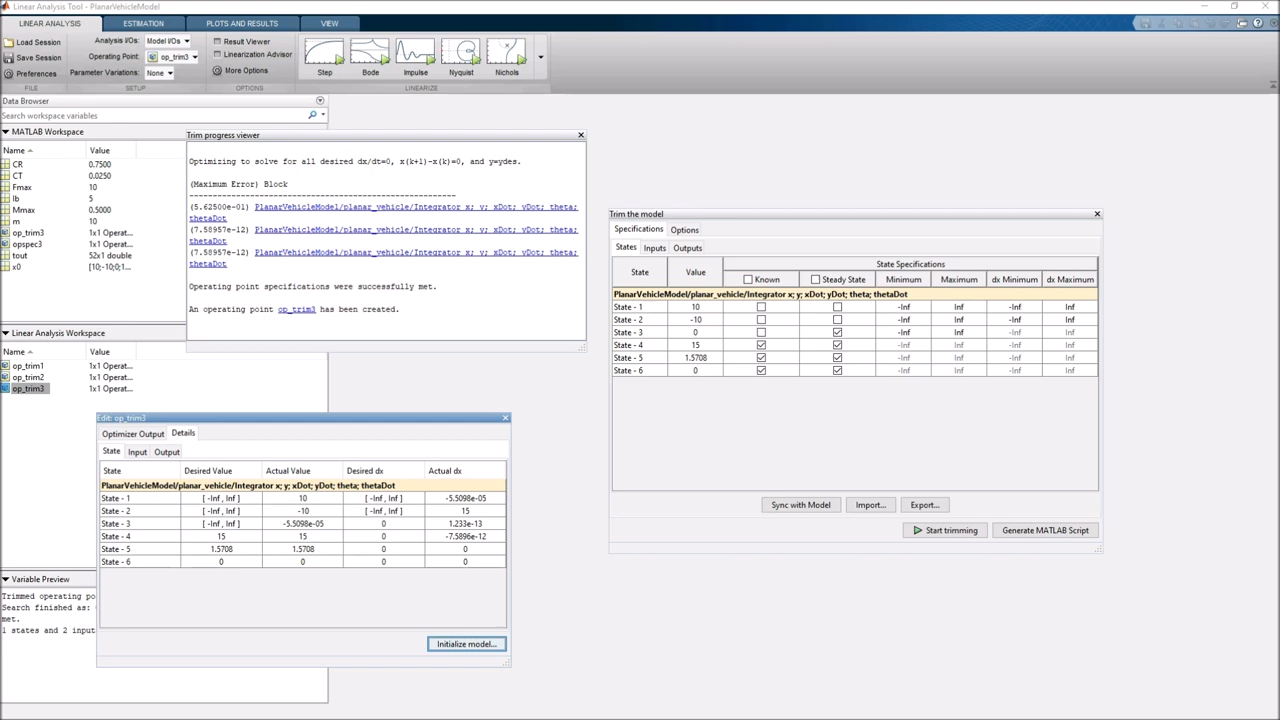 Linear Analysis Tool - PlanarVehicleModel
LINEAR ANALYSIS ESTIMATION PLOTS AND RESULTS VIEW
Load Session
Save Session
Preferences
FILE
Analysis I/Os: Model I/Os
Operating Point: op_trim3
Parameter Variations: None
SETUP
Result Viewer
Linearization Advisor
More Options
OPTIONS
Step Bode Impulse Nyquist Nichols
LINEARIZE
Data Browser
Search workspace variables
MATLAB Workspace
Name Value
CR 0.7500
CT 0.0250
Fmax 10
lb 5
Mmax 0.5000
m 10
op_trim3 1x1 Operat...
opspec3 1x1 Operat...
tout 52x1 double
x0 [10;-10;0;1...
Linear Analysis Workspace
Name Value
op_trim1 1x1 Operat...
op_trim2 1x1 Operat...
op_trim3 1x1 Operat...
Variable Preview
Trimmed operating po
Search finished as:
met.
1 states and 2 input
Trim progress viewer
Optimizing to solve for all desired dx/dt=0, x(k+1)-x(k)=0, and y=ydes.
(Maximum Error) Block
---------------------------------------------------------
(5.62500e-01) PlanarVehicleModel/planar_vehicle/Integrator x; y; xDot; yDot; theta;
thetaDot
(7.58957e-12) PlanarVehicleModel/planar_vehicle/Integrator x; y; xDot; yDot; theta;
thetaDot
(7.58957e-12) PlanarVehicleModel/planar_vehicle/Integrator x; y; xDot; yDot; theta;
thetaDot
Operating point specifications were successfully met.
An operating point op_trim3 has been created.
Edit: op_trim3
Optimizer Output Details
State Input Output
State Desired Value Actual Value Desired dx Actual dx
PlanarVehicleModel/planar_vehicle/Integrator x; y; xDot; yDot; theta; thetaDot
State - 1 [ -Inf , Inf ] 10 [ -Inf , Inf ] -5.5098e-05
State - 2 [ -Inf , Inf ] -10 [ -Inf , Inf ] 15
State - 3 [ -Inf , Inf ] -5.5098e-05 0 1.233e-13
State - 4 15 15 0 -7.5896e-12
State - 5 1.5708 1.5708 0 0
State - 6 0 0 0 0
Initialize model...
Trim the model
Specifications Options
States Inputs Outputs
State Value State Specifications
Known Steady State Minimum Maximum dx Minimum dx Maximum
PlanarVehicleModel/planar_vehicle/Integrator x; y; xDot; yDot; theta; thetaDot
State - 1 10 -Inf Inf -Inf Inf
State - 2 -10 -Inf Inf -Inf Inf
State - 3 0 -Inf Inf -Inf Inf
State - 4 15 -Inf Inf -Inf Inf
State - 5 1.5708 -Inf Inf -Inf Inf
State - 6 0 -Inf Inf -Inf Inf
Sync with Model Import... Export...
Start trimming Generate MATLAB Script